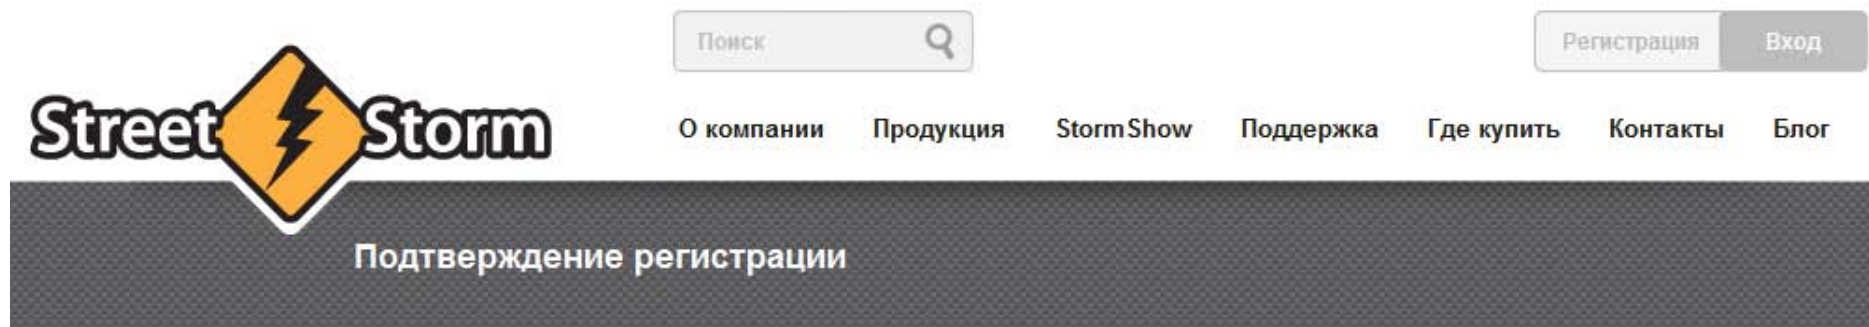 Поиск
Регистрация Вход
Street Storm
О компании Продукция StormShow Поддержка Где купить Контакты Блог
Подтверждение регистрации